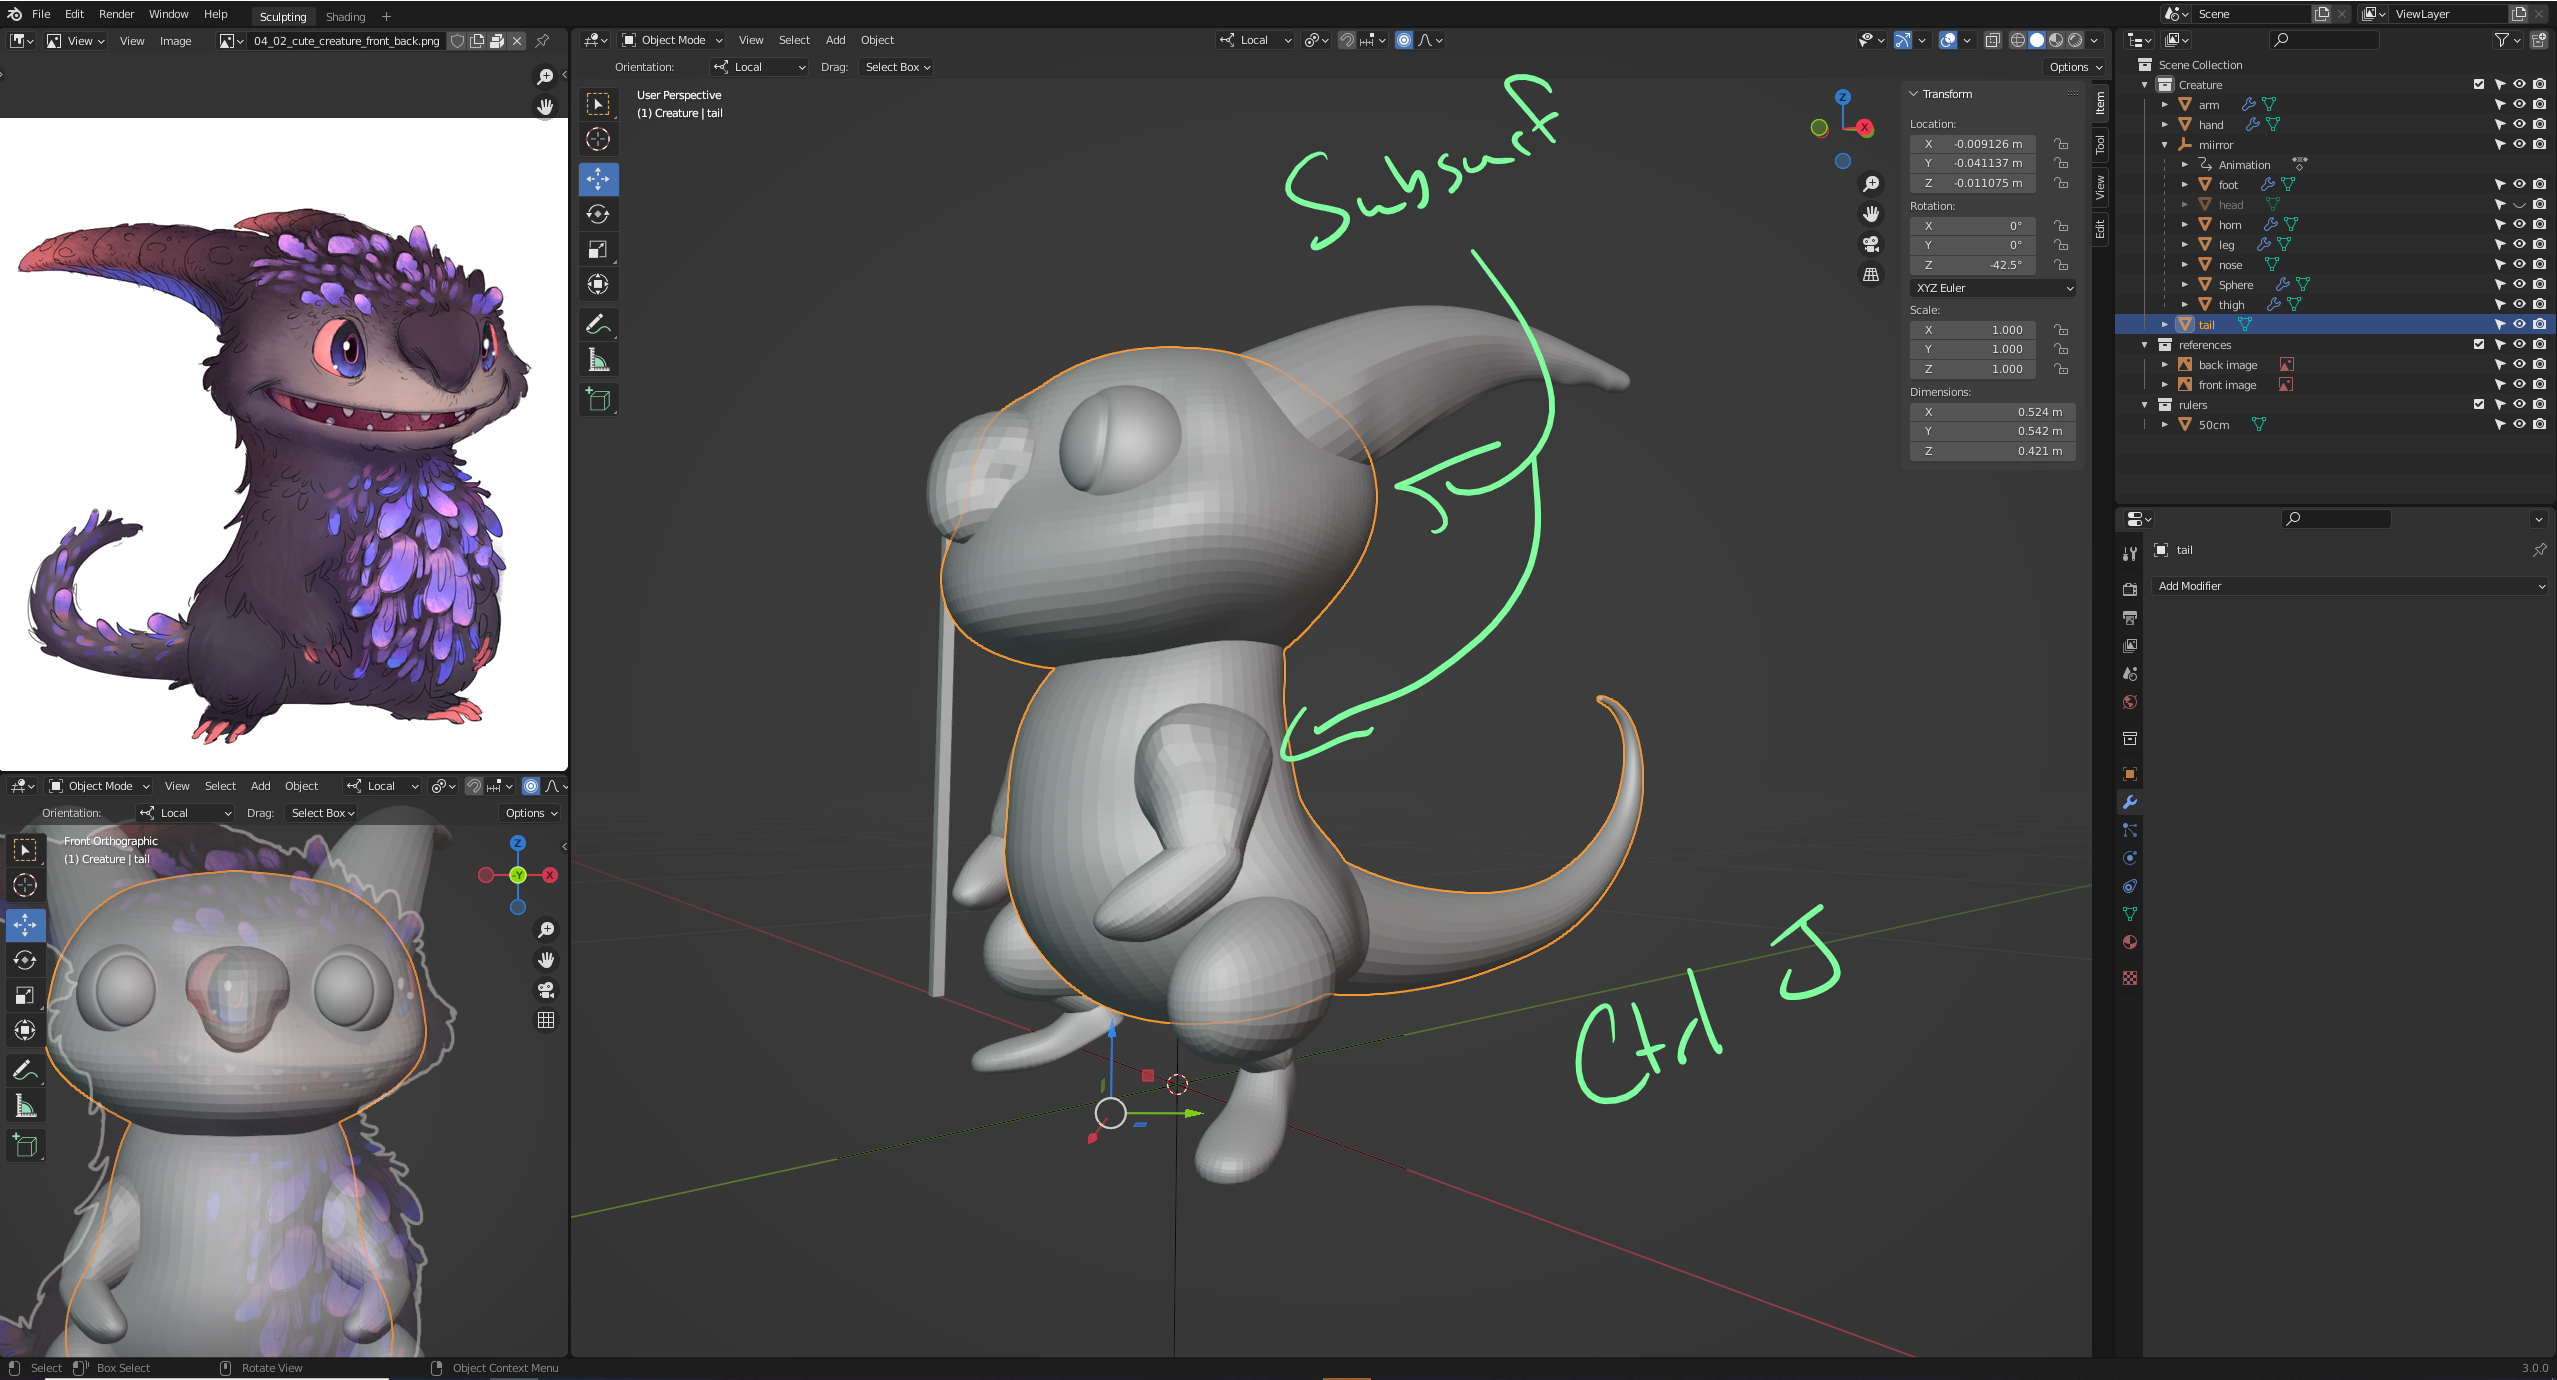 File Edit Render Window Help Sculpting Shading + Scene ViewLayer
View View Image 04_02_cute_creature_front_back.png
Object Mode View Select Add Object Local
Orientation: Local Drag: Select Box Options
User Perspective
(1) Creature | tail
Subsurf
Ctrl J
Z
X
Transform
Location:
X -0.009126 m
Y -0.041137 m
Z -0.011075 m
Rotation:
X 0°
Y 0°
Z -42.5°
XYZ Euler
Scale:
X 1.000
Y 1.000
Z 1.000
Dimensions:
X 0.524 m
Y 0.542 m
Z 0.421 m
Item
Tool
View
Edit
Scene Collection
Creature
arm
hand
miirror
Animation
foot
head
horn
leg
nose
Sphere
thigh
tail
references
back image
front image
rulers
50cm
tail
Add Modifier
Object Mode View Select Add Object Local
Orientation: Local Drag: Select Box Options
Front Orthographic
(1) Creature | tail
Z
-Y X
Select Box Select Rotate View Object Context Menu 3.0.0